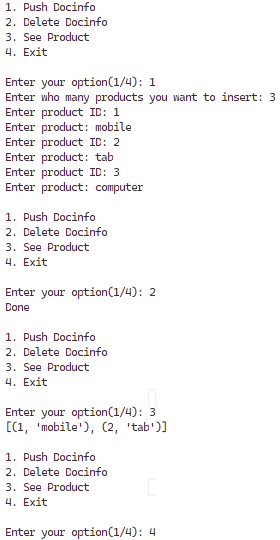 1. Push Docinfo
2. Delete Docinfo
3. See Product
4. Exit
Enter your option(1/4): 1
Enter who many products you want to insert: 3
Enter product ID: 1
Enter product: mobile
Enter product ID: 2
Enter product: tab
Enter product ID: 3
Enter product: computer
1. Push Docinfo
2. Delete Docinfo
3. See Product
4. Exit
Enter your option(1/4): 2
Done
1. Push Docinfo
2. Delete Docinfo
3. See Product
4. Exit
Enter your option(1/4): 3
[(1, 'mobile'), (2, 'tab')]
1. Push Docinfo
2. Delete Docinfo
3. See Product
4. Exit
Enter your option(1/4): 4